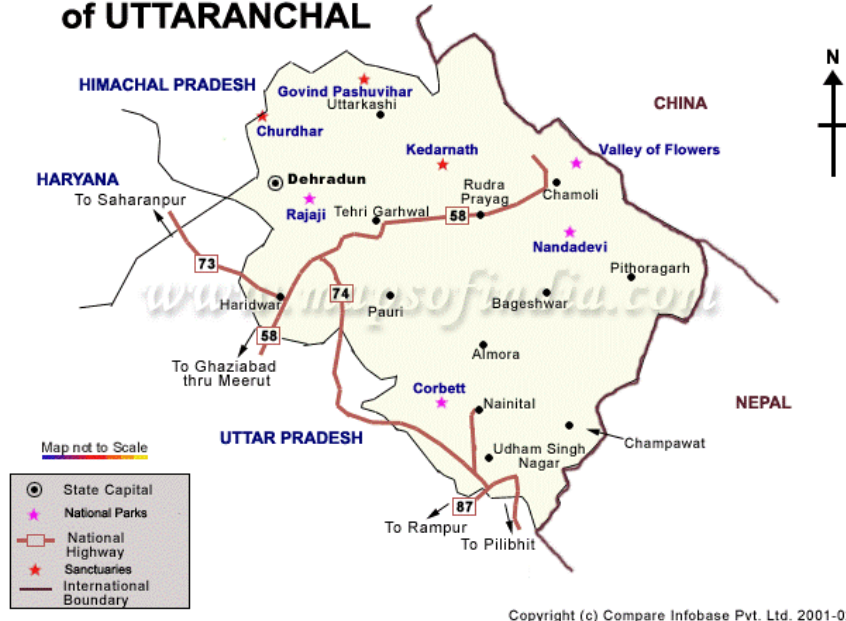 of UTTARANCHAL
N
HIMACHAL PRADESH
Govind Pashuvihar
Uttarkashi
CHINA
Churdhar
Kedarnath
Valley of Flowers
HARYANA
Dehradun
To Saharanpur
Rudra
Prayag
Chamoli
Rajaji
Tehri Garhwal
58
Nandadevi
73
Pithoragarh
74
www.mapsofindia.com
Haridwar
Pauri
Bageshwar
58
Almora
To Ghaziabad
thru Meerut
Corbett
Nainital
NEPAL
UTTAR PRADESH
Champawat
Map not to Scale
Udham Singh
Nagar
State Capital
87
National Parks
To Rampur
To Pilibhit
National
Highway
Sanctuaries
International
Boundary
Copyright (c) Compare Infobase Pvt. Ltd. 2001-0